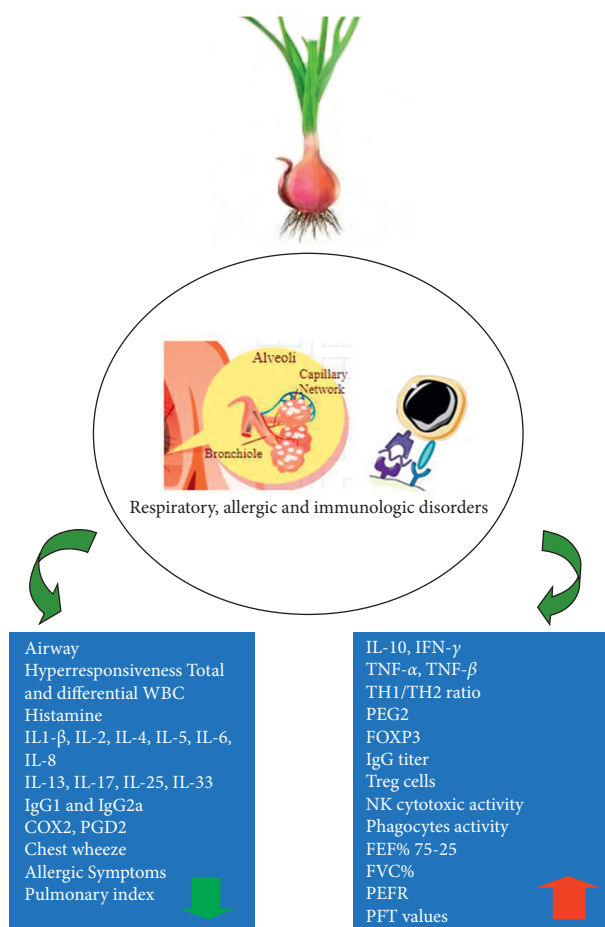 Alveoli
Capillary
Network
Bronchiole
Respiratory, allergic and immunologic disorders
Airway
Hyperresponsiveness Total
and differential WBC
Histamine
IL1-β, IL-2, IL-4, IL-5, IL-6,
IL-8
IL-13, IL-17, IL-25, IL-33
IgG1 and IgG2a
COX2, PGD2
Chest wheeze
Allergic Symptoms
Pulmonary index
IL-10, IFN-γ
TNF-α, TNF-β
TH1/TH2 ratio
PEG2
FOXP3
IgG titer
Treg cells
NK cytotoxic activity
Phagocytes activity
FEF% 75-25
FVC%
PEFR
PFT values